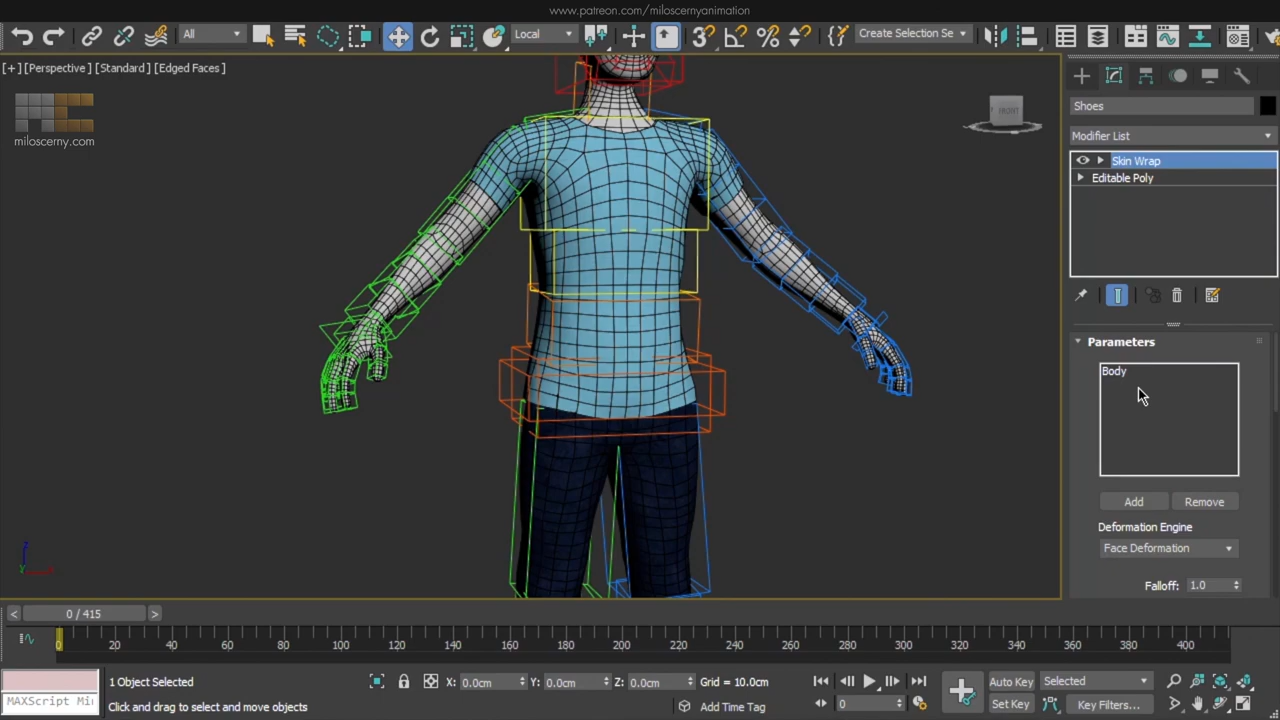 www.patreon.com/miloscernyanimation
All
Local
Create Selection Se
[+] [Perspective] [Standard] [Edged Faces]
miloscerny.com
FRONT
Shoes
Modifier List
Skin Wrap
Editable Poly
Parameters
Body
Add Remove
Deformation Engine
Face Deformation
Falloff: 1.0
< 0 / 415 >
0 20 40 60 80 100 120 140 160 180 200 220 240 260 280 300 320 340 360 380 400
1 Object Selected
X: 0.0cm Y: 0.0cm Z: 0.0cm Grid = 10.0cm
Auto Key Selected
MAXScript Mi
Click and drag to select and move objects
Add Time Tag
0
Set Key Key Filters...